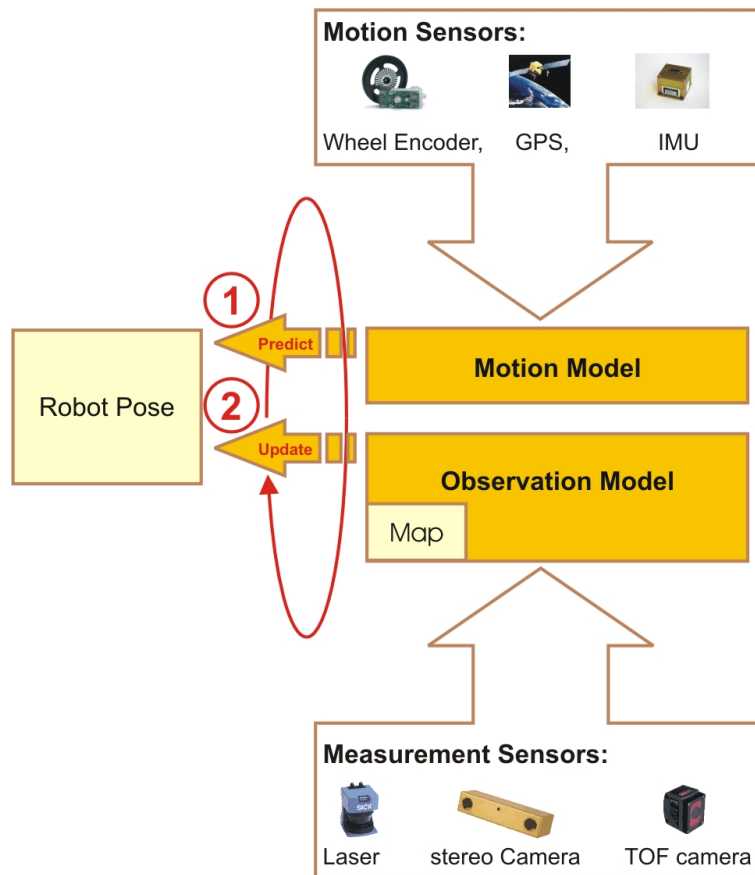 Motion Sensors:
Wheel Encoder, GPS, IMU
1
Predict
Motion Model
Robot Pose
2
Update
Observation Model
Map
Measurement Sensors:
SICK
Laser stereo Camera TOF camera